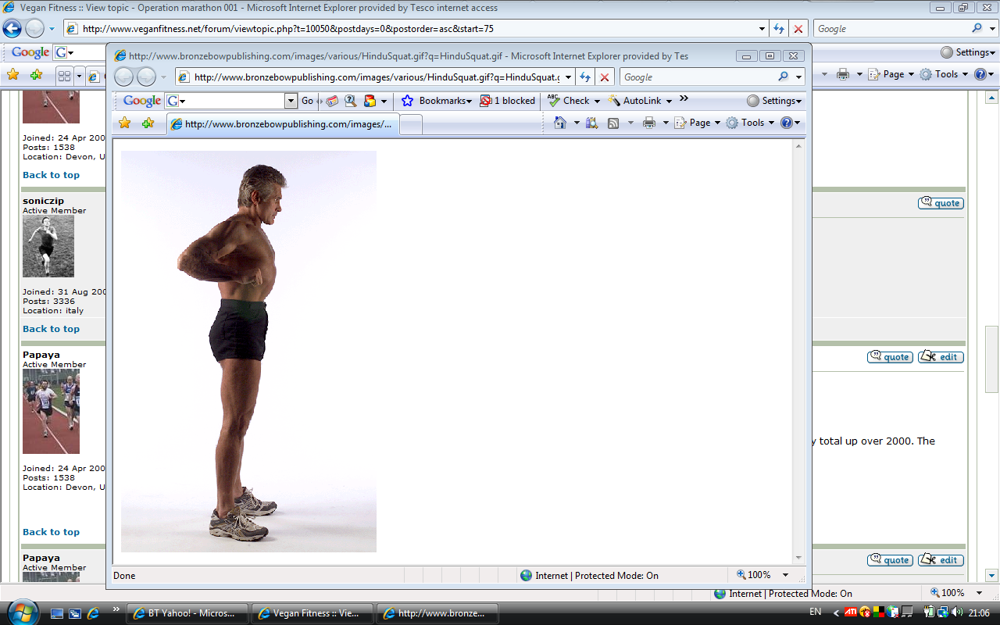 Vegan Fitness :: View topic - Operation marathon 001 - Microsoft Internet Explorer provided by Tesco internet access
http://www.veganfitness.net/forum/viewtopic.php?t=10050&postdays=0&postorder=asc&start=75
Google
Google
Settings
Page
Tools
http://www.bronzebowpublishing.com/images/various/HinduSquat.gif?q=HinduSquat.gif - Microsoft Internet Explorer provided by Tes
http://www.bronzebowpublishing.com/images/various/HinduSquat.gif?q=HinduSquat.g
Google
Google
Go
Bookmarks
1 blocked
ABC
Check
AutoLink
Settings
http://www.bronzebowpublishing.com/images/...
Page
Tools
Joined: 24 Apr 200
Posts: 1538
Location: Devon, U
Back to top
soniczip
Active Member
quote
Joined: 31 Aug 200
Posts: 3336
Location: italy
Back to top
Papaya
Active Member
quote
edit
y total up over 2000. The
Joined: 24 Apr 200
Posts: 1538
Location: Devon, U
Back to top
Papaya
Active Member
quote
edit
Done
Internet | Protected Mode: On
100%
Internet | Protected Mode: On
100%
BT Yahoo! - Micros...
Vegan Fitness :: Vie...
http://www.bronze...
EN
ATI
21:06